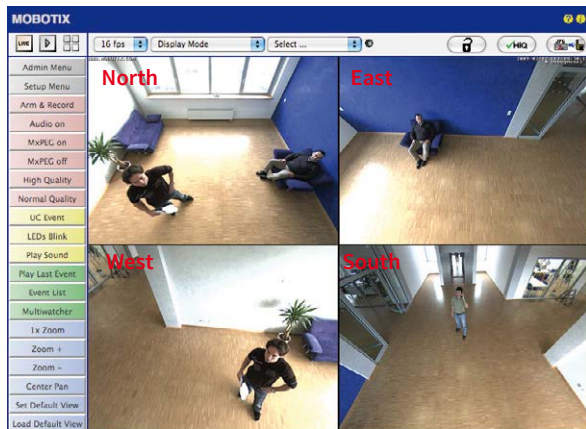 MOBOTIX
LIVE
16 fps
Display Mode
Select ...
HiQ
Admin Menu
Setup Menu
Arm & Record
Audio on
MxPEG on
MxPEG off
High Quality
Normal Quality
UC Event
LEDs Blink
Play Sound
Play Last Event
Event List
Multiwatcher
1x Zoom
Zoom +
Zoom -
Center Pan
Set Default View
Load Default View
North
East
West
South